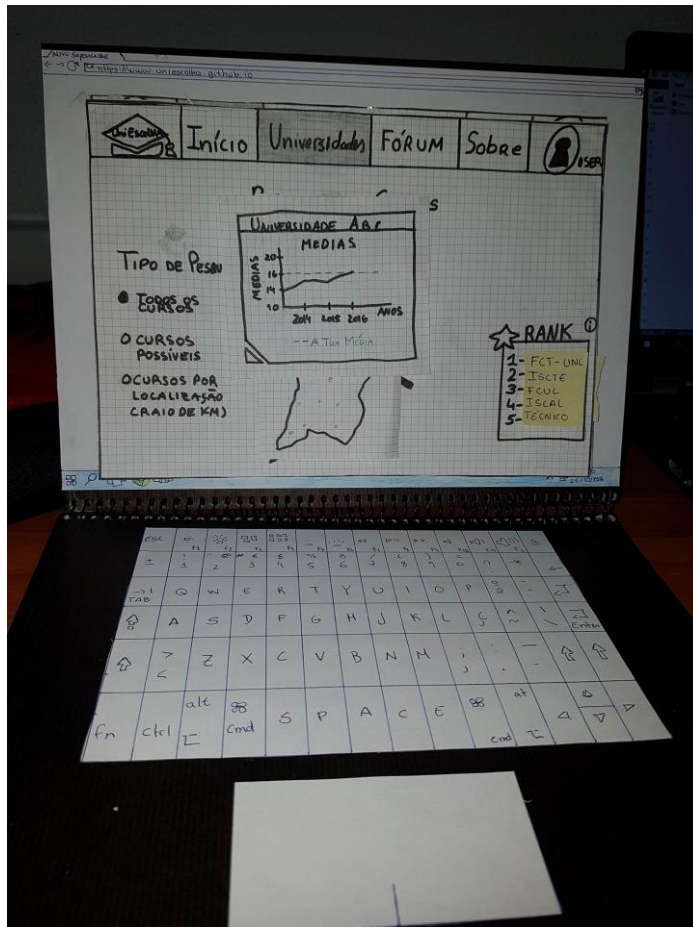 Novo Separador
https://www.uniescolha.github.io
UniEscolha
Início
Universidades
FÓRUM
Sobre
USER
n
s
UNIVERSIDADE ABC
MEDIAS
MEDIAS
20
16
14
10
2014 2015 2016 ANOS
-- A TUA MÉDIA
TIPO DE PESQU
TODOS OS
CURSOS
CURSOS
POSSÍVEIS
CURSOS POR
LOCALIZAÇÃO
(RAIO DE KM)
RANK i
1- FCT-UNL
2- ISCTE
3- FCUL
4- ISCAL
5- TÉCNICO
esc
TAB Q W E R T Y U I O P
A S D F G H J K L Ç Enter
Z X C V B N M
fn ctrl alt cmd S P A C E cmd alt